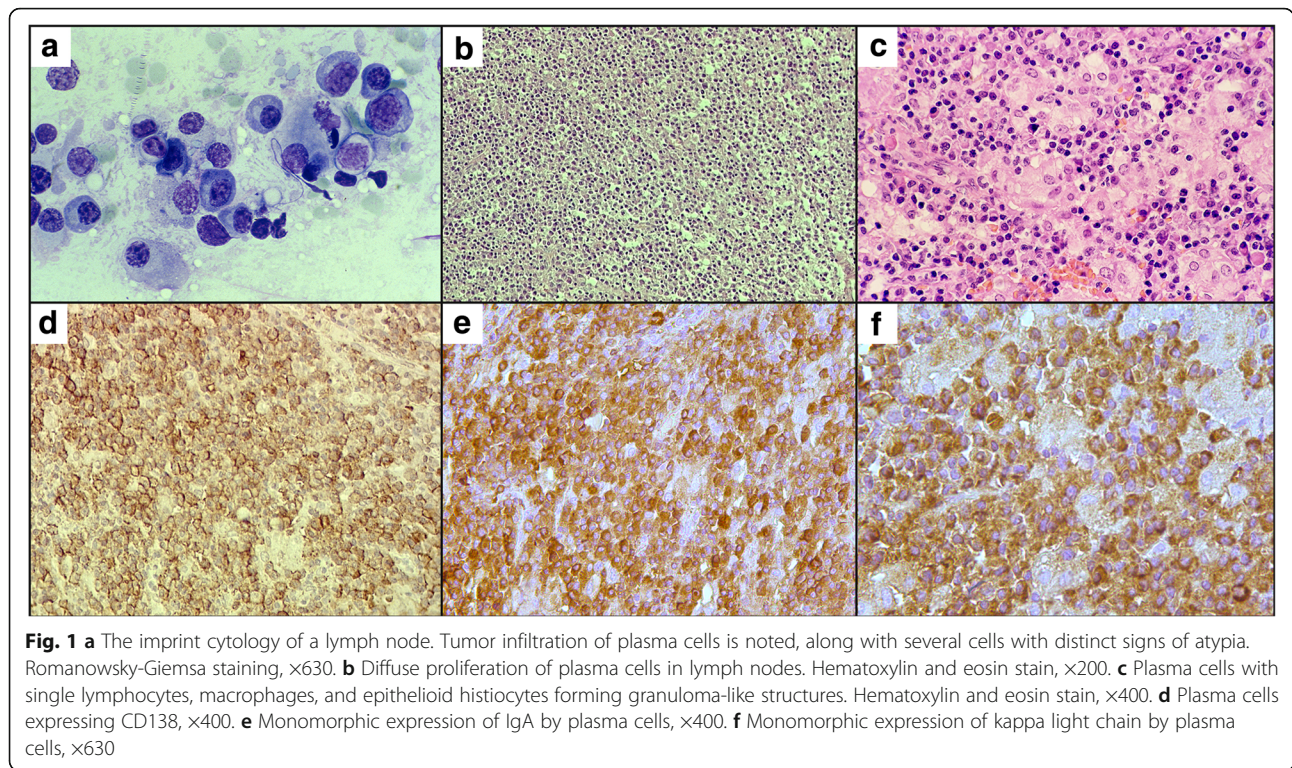 a
b
c
d
e
f
Fig. 1 a The imprint cytology of a lymph node. Tumor infiltration of plasma cells is noted, along with several cells with distinct signs of atypia.
Romanowsky-Giemsa staining, ×630. b Diffuse proliferation of plasma cells in lymph nodes. Hematoxylin and eosin stain, ×200. c Plasma cells with
single lymphocytes, macrophages, and epithelioid histiocytes forming granuloma-like structures. Hematoxylin and eosin stain, ×400. d Plasma cells
expressing CD138, ×400. e Monomorphic expression of IgA by plasma cells, ×400. f Monomorphic expression of kappa light chain by plasma
cells, ×630